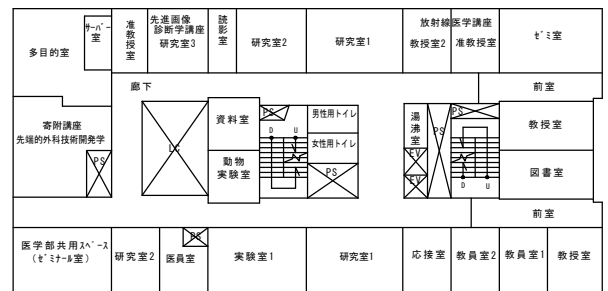 多目的室
サーバー
室
准
教
授
室
先進画像
診断学講座
研究室3
読
影
室
研究室2
研究室1
放射線医学講座
教授室2
准教授室
ゼミ室
廊下
前室
寄附講座
先端的外科技術開発学
PS
LC
資料室
動物
実験室
PS
D
U
男性用トイレ
女性用トイレ
PS
湯
沸
室
EV
EV
PS
PS
D
U
教授室
図書室
前室
医学部共用スペース
(ゼミナール室)
研究室2
PS
医員室
実験室1
研究室1
応接室
教員室2
教員室1
教授室